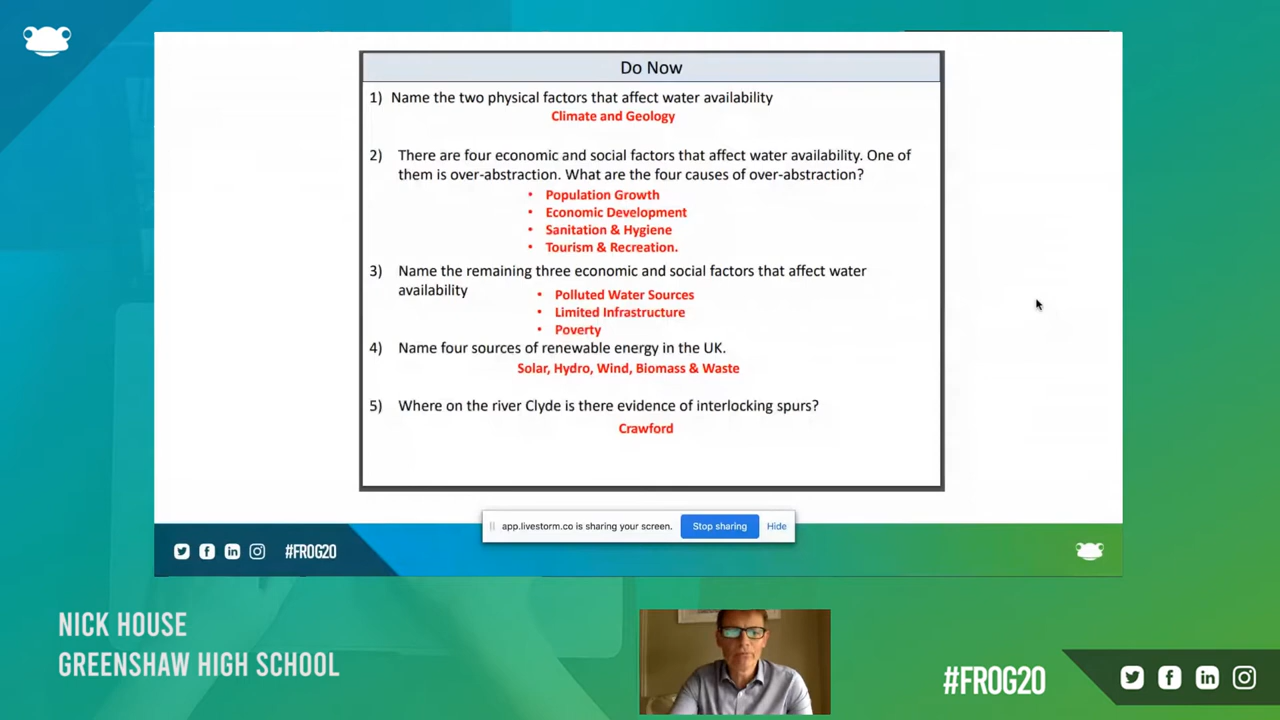 Do Now
1) Name the two physical factors that affect water availability
Climate and Geology
2) There are four economic and social factors that affect water availability. One of
them is over-abstraction. What are the four causes of over-abstraction?
• Population Growth
• Economic Development
• Sanitation & Hygiene
• Tourism & Recreation.
3) Name the remaining three economic and social factors that affect water
availability
• Polluted Water Sources
• Limited Infrastructure
• Poverty
4) Name four sources of renewable energy in the UK.
Solar, Hydro, Wind, Biomass & Waste
5) Where on the river Clyde is there evidence of interlocking spurs?
Crawford
app.livestorm.co is sharing your screen. Stop sharing Hide
#FROG20
NICK HOUSE
GREENSHAW HIGH SCHOOL
#FROG20